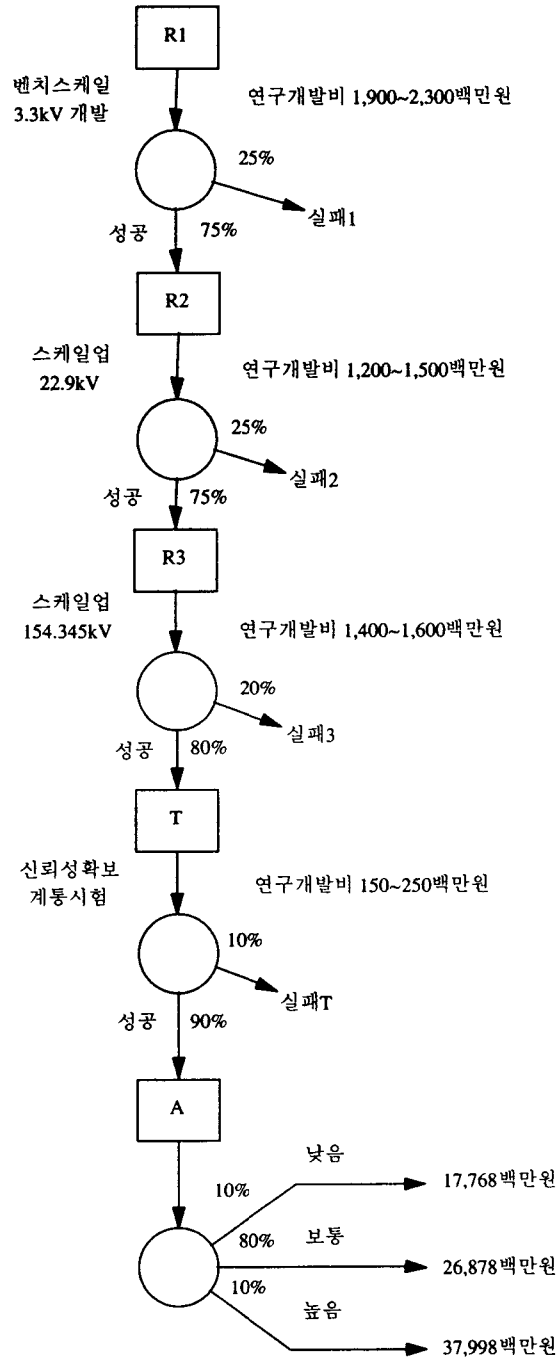 R1
벤치스케일
3.3kV 개발
연구개발비 1,900~2,300백만원
25%
실패1
성공
75%
R2
스케일업
22.9kV
연구개발비 1,200~1,500백만원
25%
실패2
성공
75%
R3
스케일업
154.345kV
연구개발비 1,400~1,600백만원
20%
실패3
성공
80%
T
신뢰성확보
계통시험
연구개발비 150~250백만원
10%
실패T
성공
90%
A
낮음
10%
17,768백만원
80%
보통
26,878백만원
10%
높음
37,998백만원